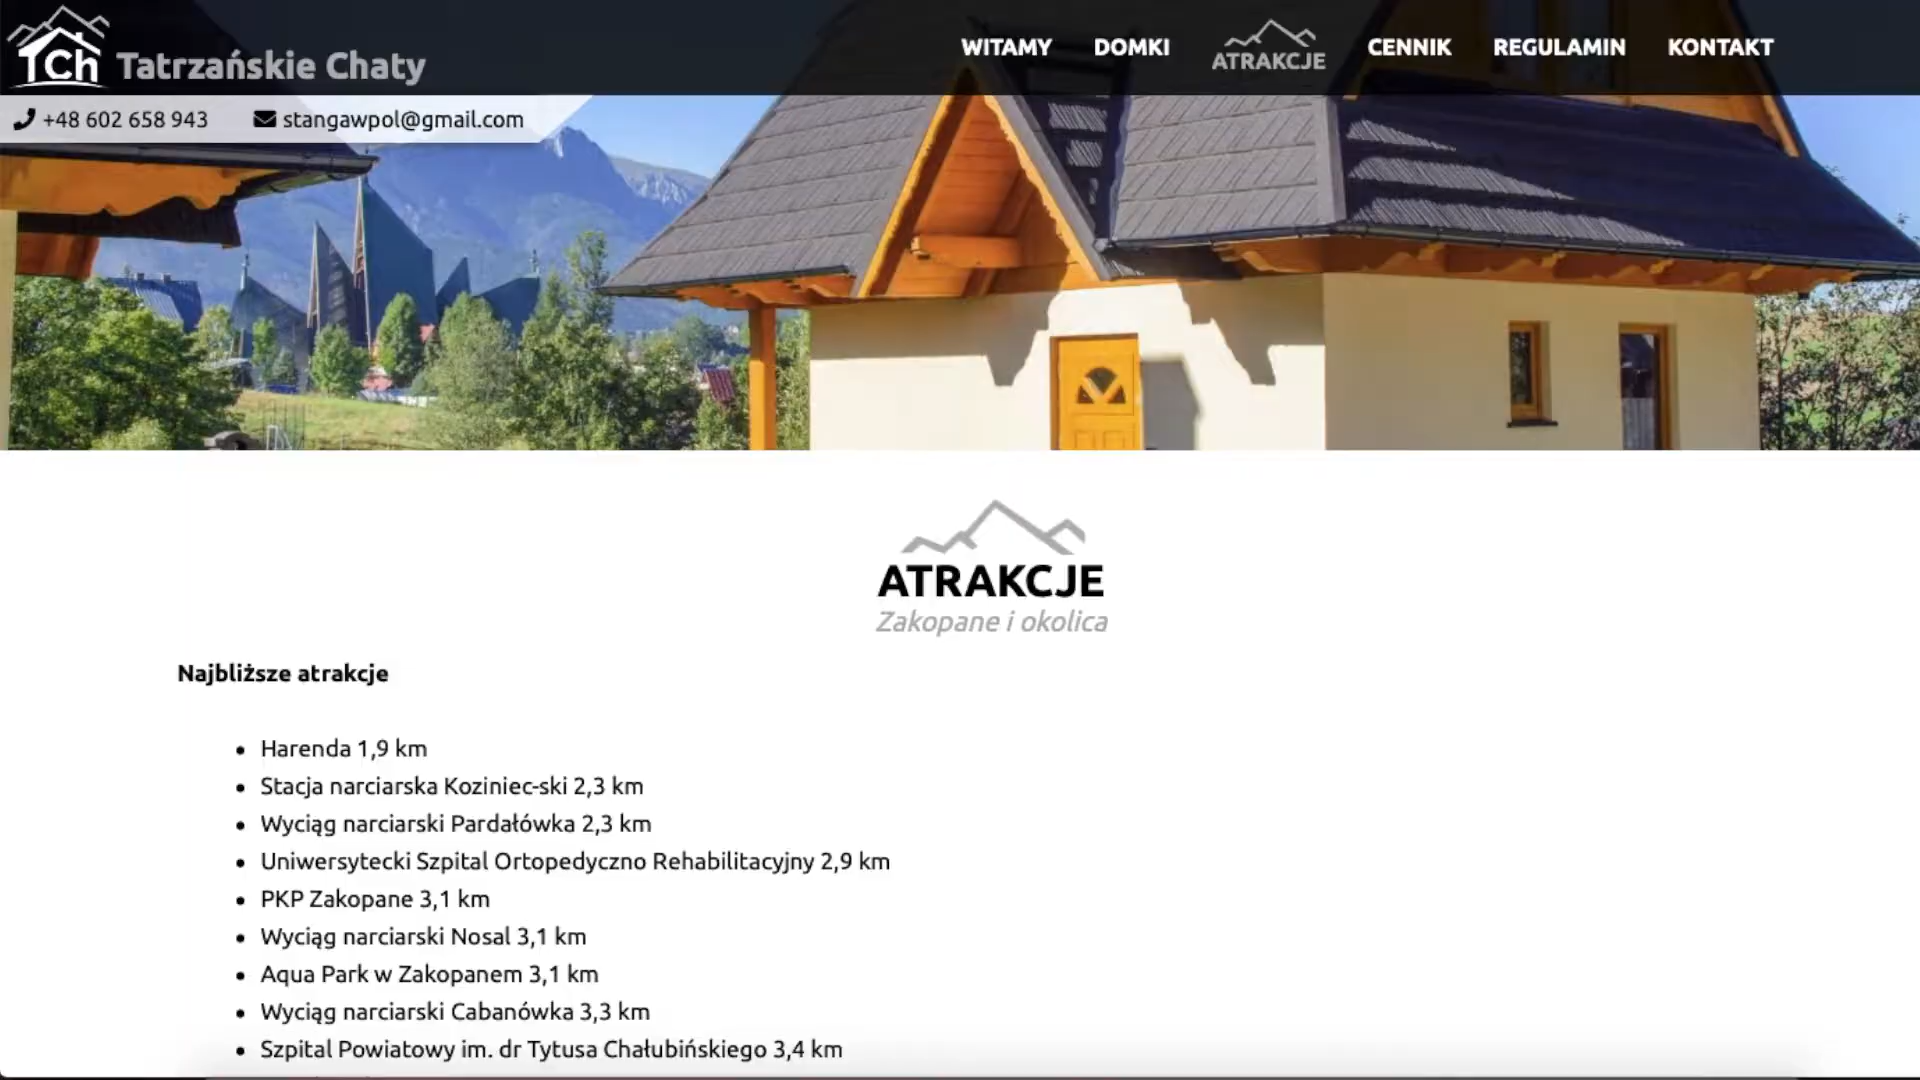 TCh Tatrzańskie Chaty
WITAMY DOMKI ATRAKCJE CENNIK REGULAMIN KONTAKT
+48 602 658 943 stangawpol@gmail.com
ATRAKCJE
Zakopane i okolica
Najbliższe atrakcje
Harenda 1,9 km
Stacja narciarska Koziniec-ski 2,3 km
Wyciąg narciarski Pardałówka 2,3 km
Uniwersytecki Szpital Ortopedyczno Rehabilitacyjny 2,9 km
PKP Zakopane 3,1 km
Wyciąg narciarski Nosal 3,1 km
Aqua Park w Zakopanem 3,1 km
Wyciąg narciarski Cabanówka 3,3 km
Szpital Powiatowy im. dr Tytusa Chałubińskiego 3,4 km